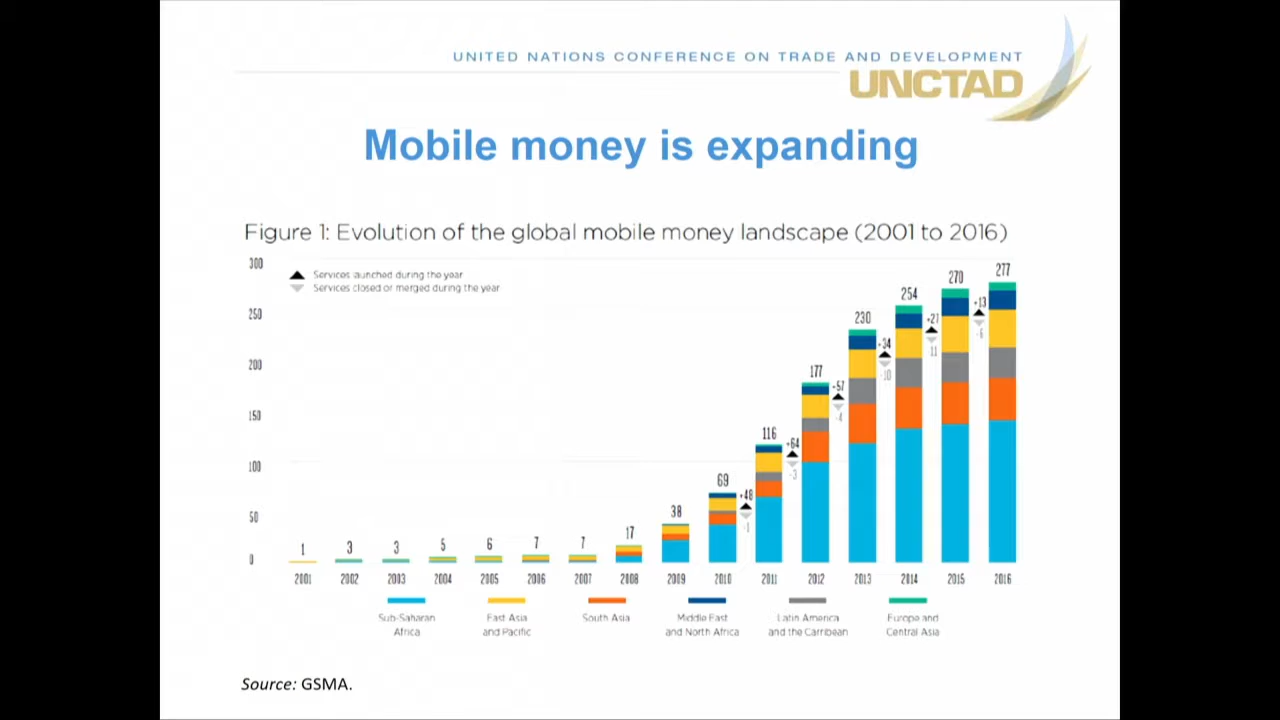 UNITED NATIONS CONFERENCE ON TRADE AND DEVELOPMENT
UNCTAD
Mobile money is expanding
Figure 1: Evolution of the global mobile money landscape (2001 to 2016)
Services launched during the year
Services closed or merged during the year
300
250
200
150
100
50
0
1
3
3
5
6
7
7
17
38
69
116
177
230
254
270
277
+48
-1
+64
-3
+57
-4
+34
-10
+27
11
+13
-6
2001 2002 2003 2004 2005 2006 2007 2008 2009 2010 2011 2012 2013 2014 2015 2016
Sub-Saharan
Africa
East Asia
and Pacific
South Asia
Middle East
and North Africa
Latin America
and the Carribean
Europe and
Central Asia
Source: GSMA.